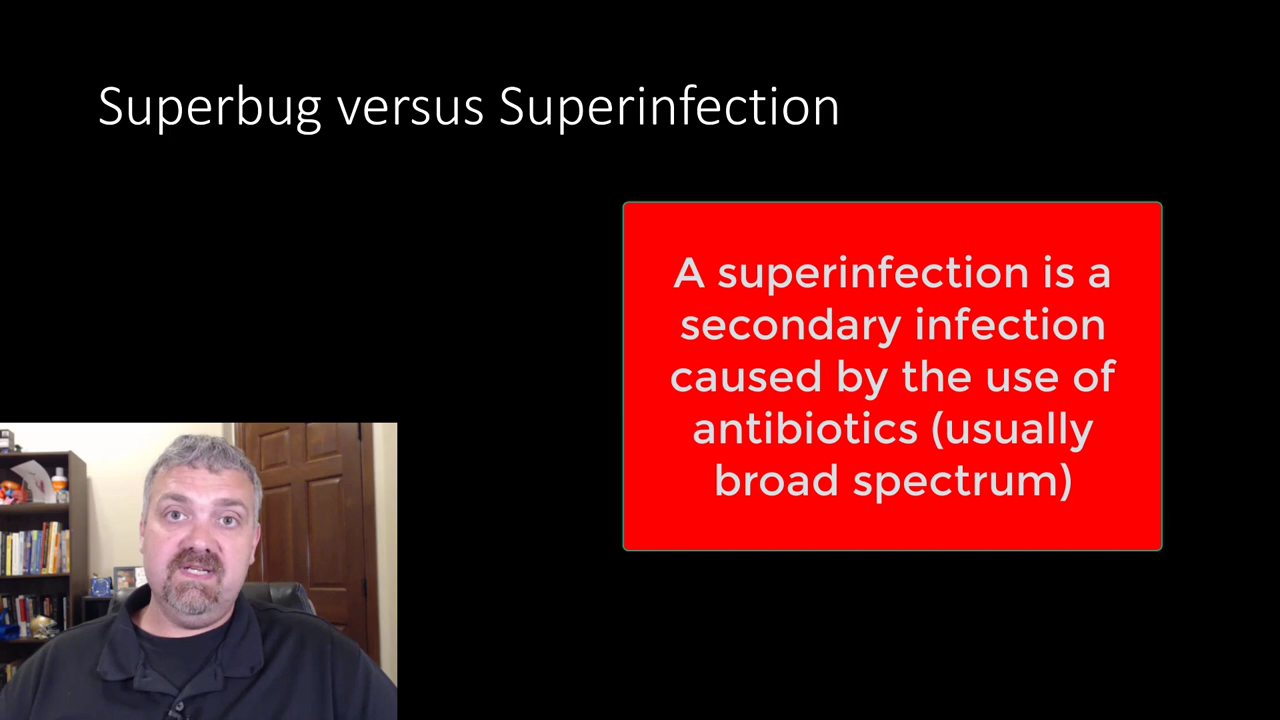 Superbug versus Superinfection
A superinfection is a
secondary infection
caused by the use of
antibiotics (usually
broad spectrum)